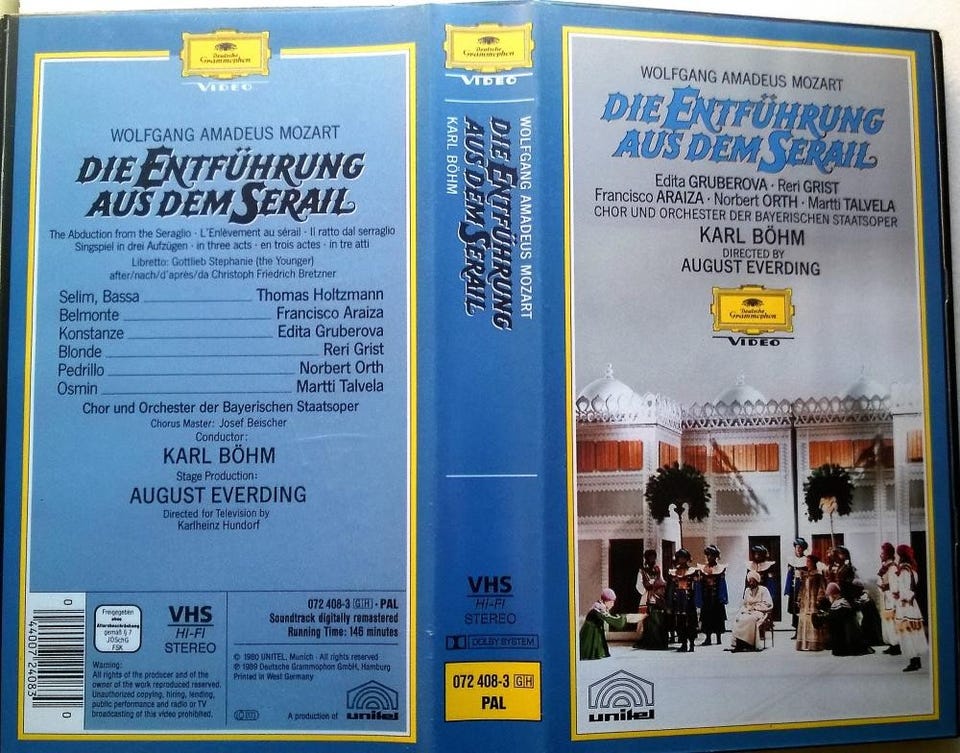 Deutsche
Grammophon
VIDEO
WOLFGANG AMADEUS MOZART
DIE ENTFÜHRUNG
AUS DEM SERAIL
The Abduction from the Seraglio · L'Enlèvement au sérail · Il ratto dal serraglio
Singspiel in drei Aufzügen · in three acts · en trois actes · in tre atti
Libretto: Gottlieb Stephanie (the Younger)
after/nach/d'après/da Christoph Friedrich Bretzner
Selim, Bassa Thomas Holtzmann
Belmonte Francisco Araiza
Konstanze Edita Gruberova
Blonde Reri Grist
Pedrillo Norbert Orth
Osmin Martti Talvela
Chor und Orchester der Bayerischen Staatsoper
Chorus Master: Josef Beischer
Conductor:
KARL BÖHM
Stage Production:
AUGUST EVERDING
Directed for Television by
Karlheinz Hundorf
0 44007 24083 0
Freigegeben
ohne
Altersbeschränkung
gemäß § 7
JÖSchG
FSK
VHS
HI-FI
STEREO
Warning:
All rights of the producer and of the
owner of the work reproduced reserved.
Unauthorized copying, hiring, lending,
public performance and radio or TV
broadcasting of this video prohibited.
072 408-3 GH · PAL
Soundtrack digitally remastered
Running Time: 146 minutes
© 1980 UNITEL, Munich · All rights reserved
℗ 1989 Deutsche Grammophon GmbH, Hamburg
Printed in West Germany
A production of unitel
Deutsche
Grammophon
VIDEO
WOLFGANG AMADEUS MOZART
DIE ENTFÜHRUNG
AUS DEM SERAIL
KARL BÖHM
VHS
HI-FI
STEREO
DOLBY SYSTEM
072 408-3 GH
PAL
WOLFGANG AMADEUS MOZART
DIE ENTFÜHRUNG
AUS DEM SERAIL
Edita GRUBEROVA · Reri GRIST
Francisco ARAIZA · Norbert ORTH · Martti TALVELA
CHOR UND ORCHESTER DER BAYERISCHEN STAATSOPER
KARL BÖHM
DIRECTED BY
AUGUST EVERDING
Deutsche
Grammophon
VIDEO
unitel